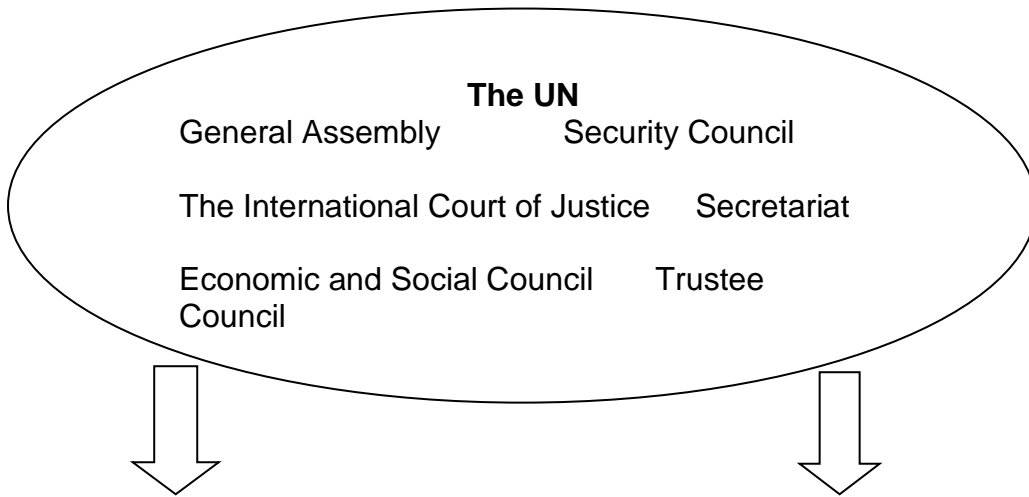 The UN
General Assembly Security Council
The International Court of Justice Secretariat
Economic and Social Council Trustee
Council